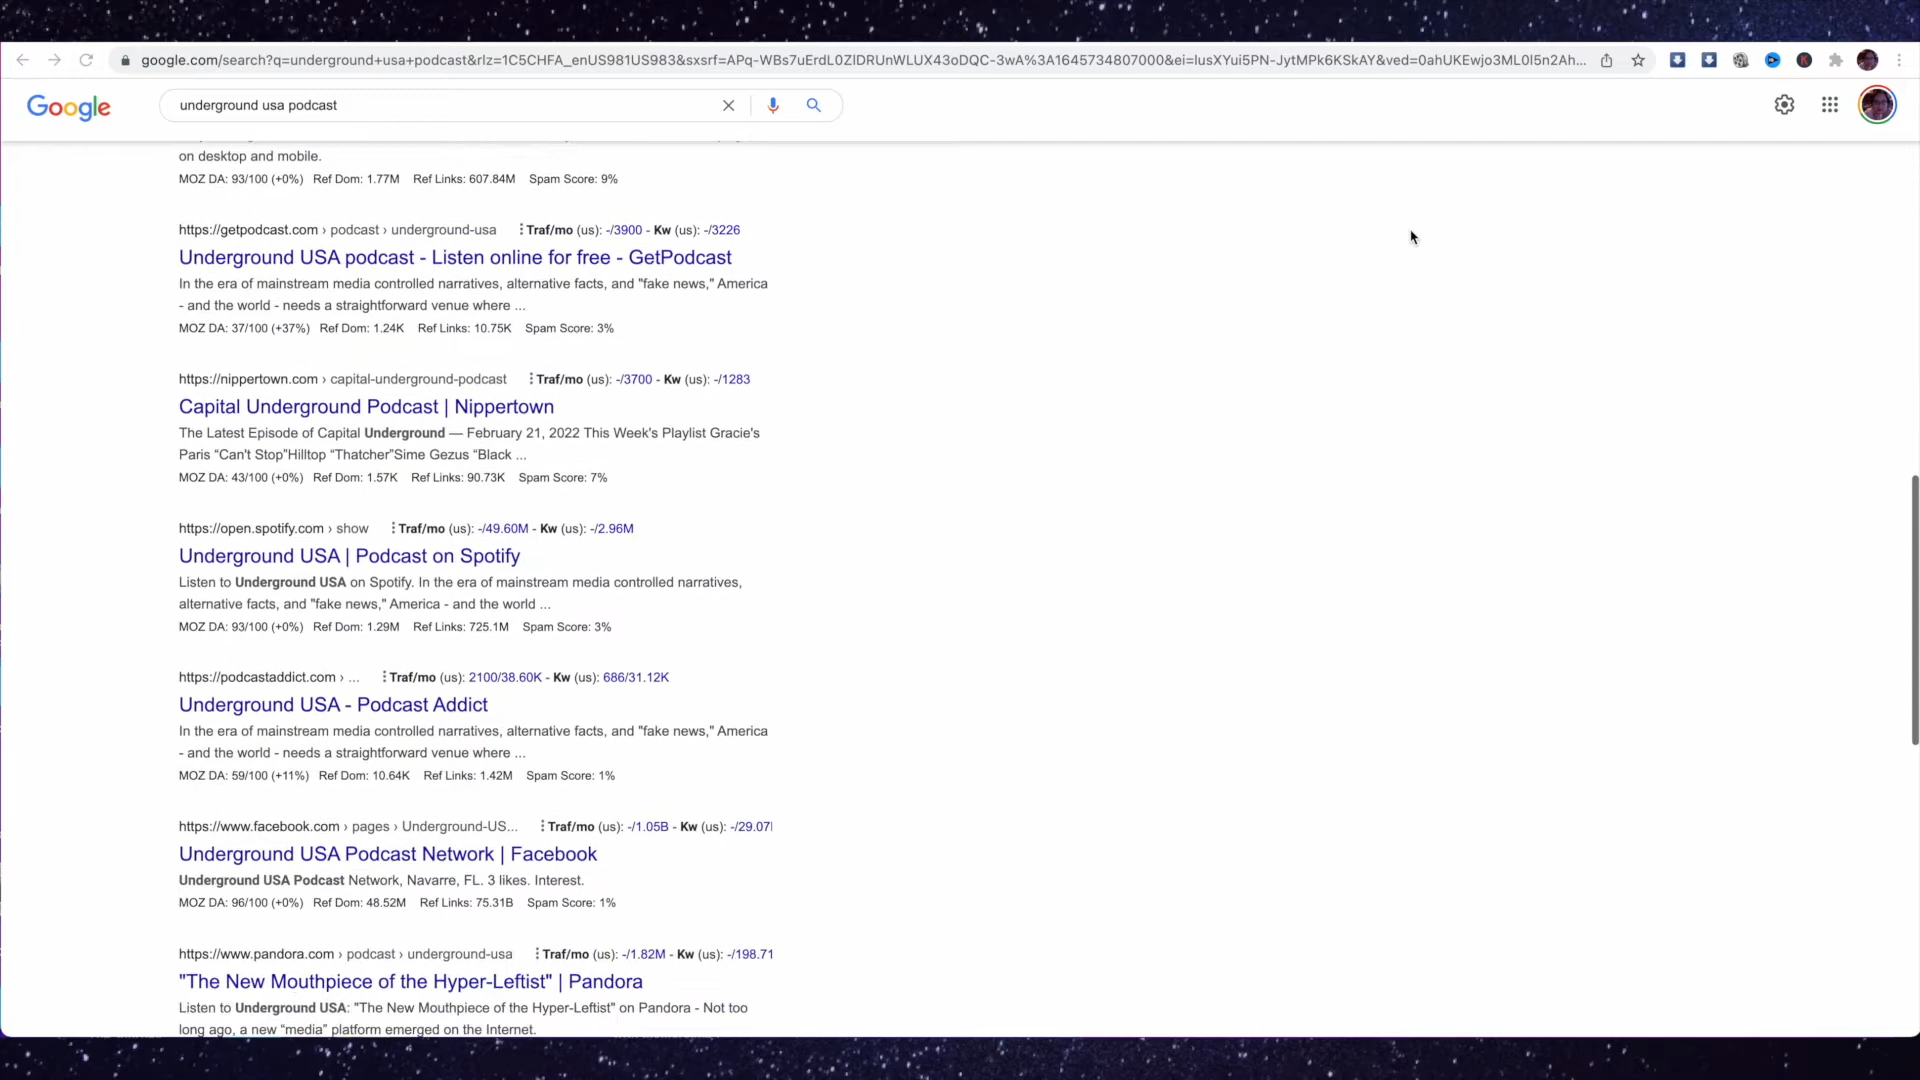 google.com/search?q=underground+usa+podcast&rlz=1C5CHFA_enUS981US983&sxsrf=APq-WBs7uErdL0ZlDRUnWLUX43oDQC-3wA%3A1645734807000&ei=lusXYui5PN-JytMPk6KSkAY&ved=0ahUKEwjo3ML0l5n2Ah...
Google
underground usa podcast
on desktop and mobile.
MOZ DA: 93/100 (+0%) Ref Dom: 1.77M Ref Links: 607.84M Spam Score: 9%
https://getpodcast.com › podcast › underground-usa Traf/mo (us): -/3900 - Kw (us): -/3226
Underground USA podcast - Listen online for free - GetPodcast
In the era of mainstream media controlled narratives, alternative facts, and "fake news," America
- and the world - needs a straightforward venue where ...
MOZ DA: 37/100 (+37%) Ref Dom: 1.24K Ref Links: 10.75K Spam Score: 3%
https://nippertown.com › capital-underground-podcast Traf/mo (us): -/3700 - Kw (us): -/1283
Capital Underground Podcast | Nippertown
The Latest Episode of Capital Underground — February 21, 2022 This Week's Playlist Gracie's
Paris “Can't Stop”Hilltop “Thatcher”Sime Gezus “Black ...
MOZ DA: 43/100 (+0%) Ref Dom: 1.57K Ref Links: 90.73K Spam Score: 7%
https://open.spotify.com › show Traf/mo (us): -/49.60M - Kw (us): -/2.96M
Underground USA | Podcast on Spotify
Listen to Underground USA on Spotify. In the era of mainstream media controlled narratives,
alternative facts, and "fake news," America - and the world ...
MOZ DA: 93/100 (+0%) Ref Dom: 1.29M Ref Links: 725.1M Spam Score: 3%
https://podcastaddict.com › ... Traf/mo (us): 2100/38.60K - Kw (us): 686/31.12K
Underground USA - Podcast Addict
In the era of mainstream media controlled narratives, alternative facts, and "fake news," America
- and the world - needs a straightforward venue where ...
MOZ DA: 59/100 (+11%) Ref Dom: 10.64K Ref Links: 1.42M Spam Score: 1%
https://www.facebook.com › pages › Underground-US... Traf/mo (us): -/1.05B - Kw (us): -/29.07
Underground USA Podcast Network | Facebook
Underground USA Podcast Network, Navarre, FL. 3 likes. Interest.
MOZ DA: 96/100 (+0%) Ref Dom: 48.52M Ref Links: 75.31B Spam Score: 1%
https://www.pandora.com › podcast › underground-usa Traf/mo (us): -/1.82M - Kw (us): -/198.71
"The New Mouthpiece of the Hyper-Leftist" | Pandora
Listen to Underground USA: "The New Mouthpiece of the Hyper-Leftist" on Pandora - Not too
long ago, a new “media” platform emerged on the Internet.